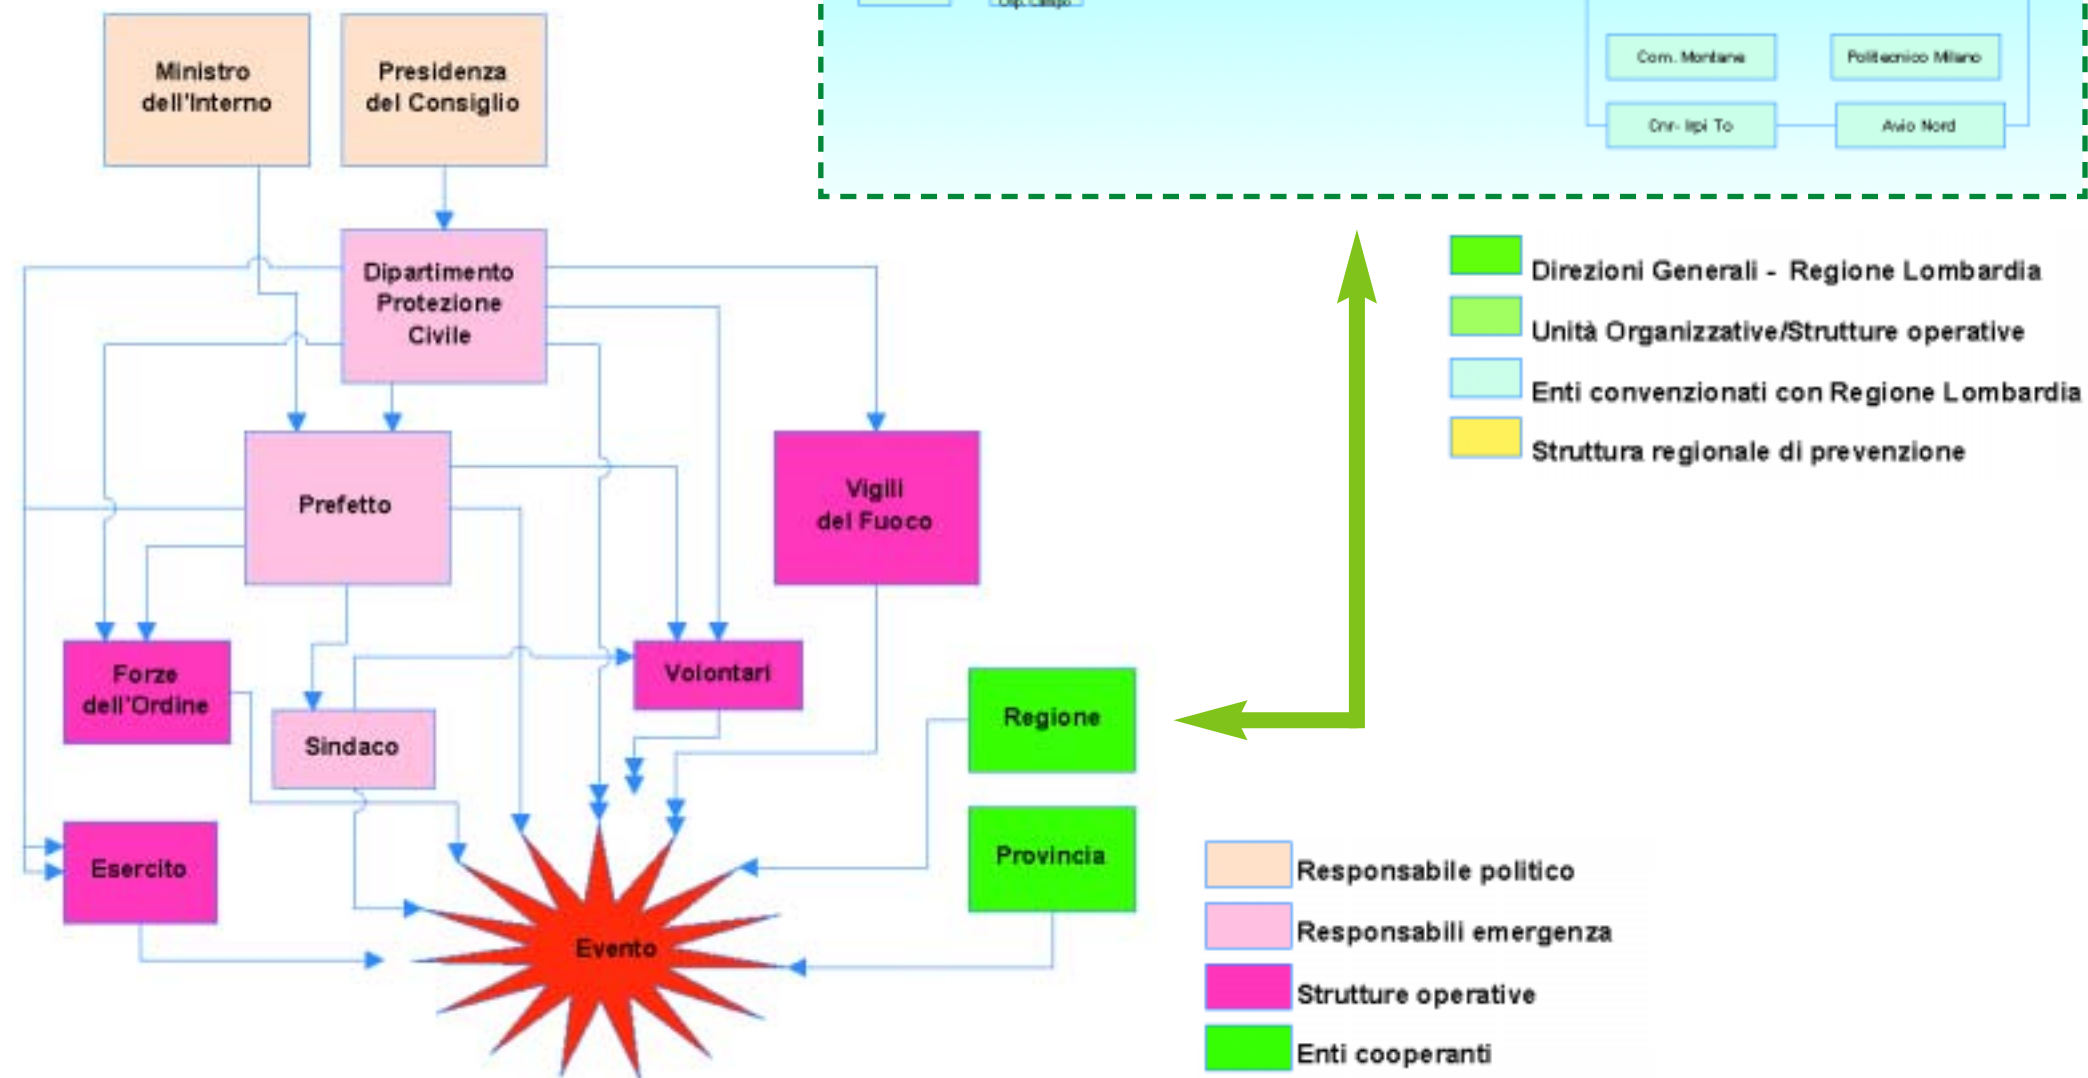 Ministro
dell'Interno
Presidenza
del Consiglio
Com. Montane
Politecnico Milano
Cnr- Irpi To
Avio Nord
Dipartimento
Protezione
Civile
Direzioni Generali - Regione Lombardia
Unità Organizzative/Strutture operative
Enti convenzionati con Regione Lombardia
Struttura regionale di prevenzione
Prefetto
Vigili
del Fuoco
Forze
dell'Ordine
Volontari
Sindaco
Regione
Esercito
Provincia
Evento
Responsabile politico
Responsabili emergenza
Strutture operative
Enti cooperanti